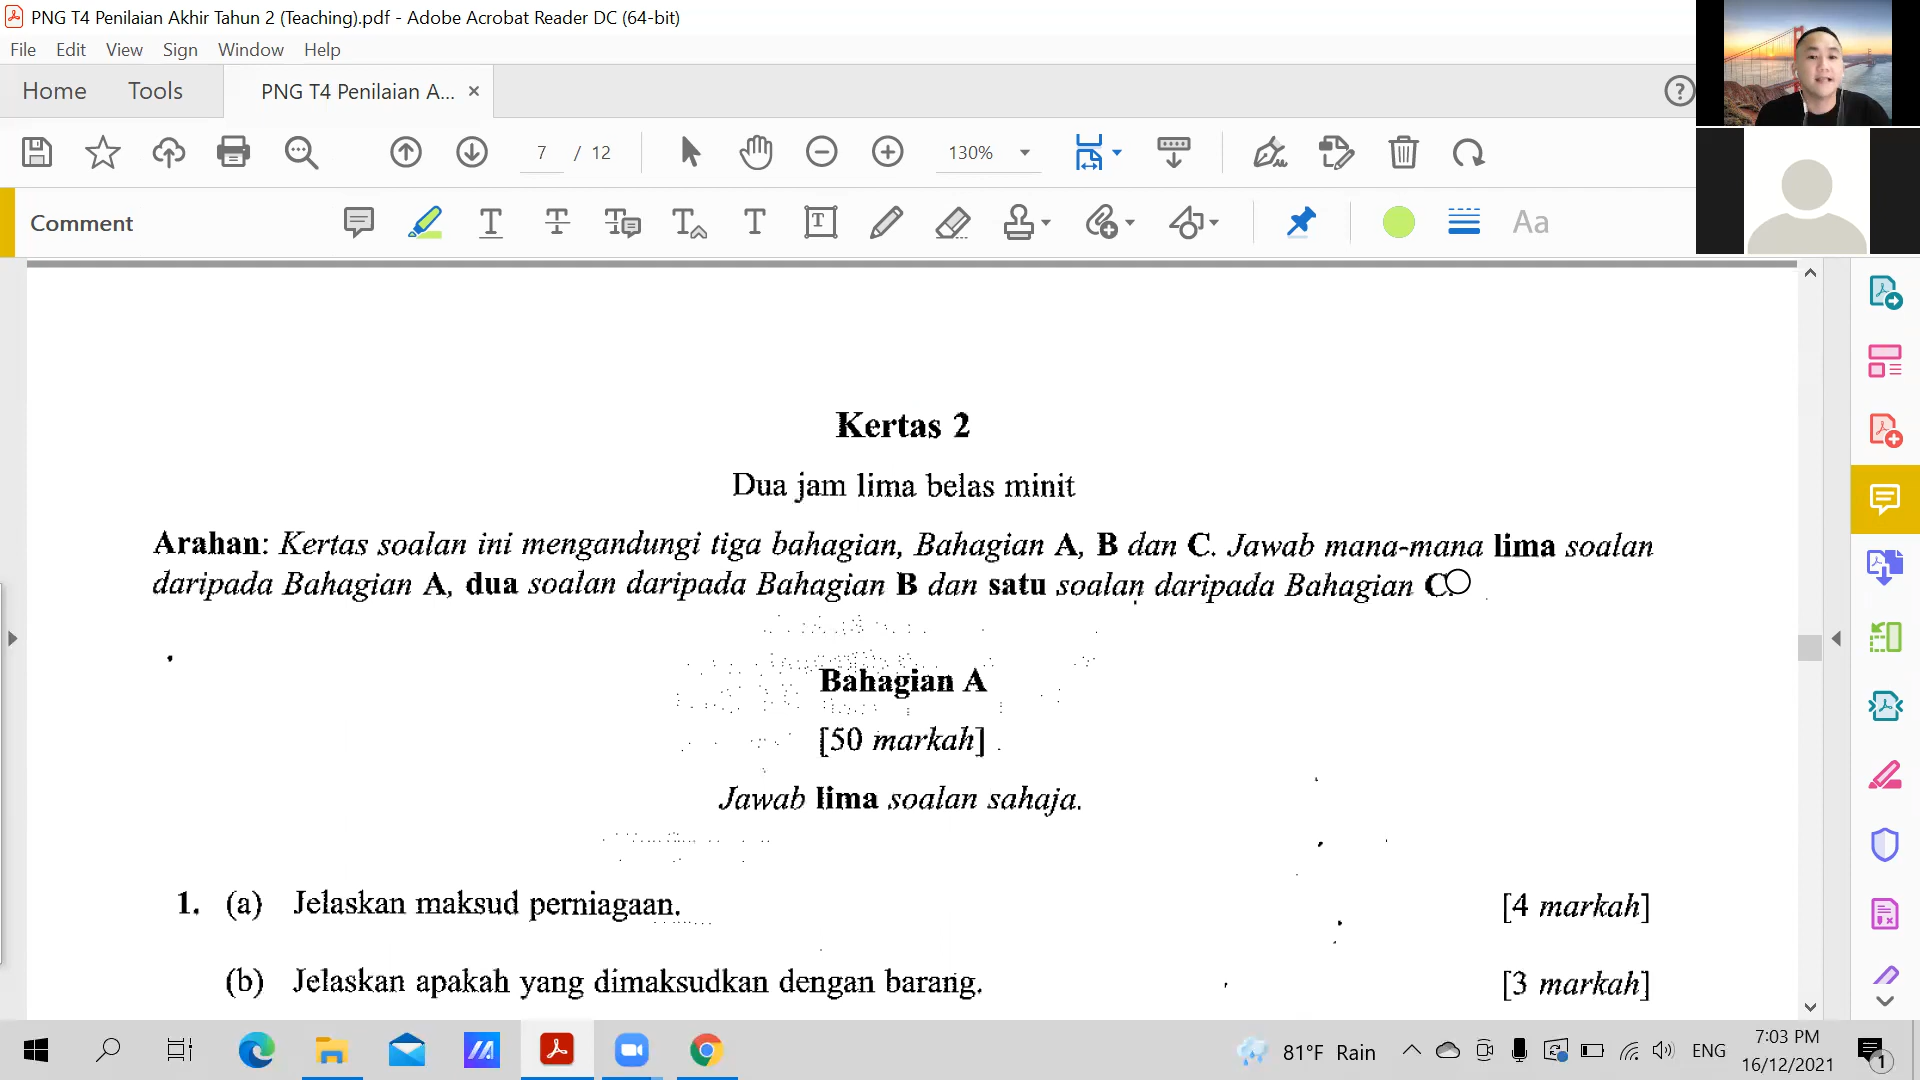 PNG T4 Penilaian Akhir Tahun 2 (Teaching).pdf - Adobe Acrobat Reader DC (64-bit)
File Edit View Sign Window Help
Home Tools PNG T4 Penilaian A... ×
7 / 12 130%
Comment Aa
Kertas 2
Dua jam lima belas minit
Arahan: Kertas soalan ini mengandungi tiga bahagian, Bahagian A, B dan C. Jawab mana-mana lima soalan
daripada Bahagian A, dua soalan daripada Bahagian B dan satu soalan daripada Bahagian C
Bahagian A
[50 markah]
Jawab lima soalan sahaja.
1. (a) Jelaskan maksud perniagaan. [4 markah]
(b) Jelaskan apakah yang dimaksudkan dengan barang. [3 markah]
81°F Rain ENG 7:03 PM
16/12/2021 1